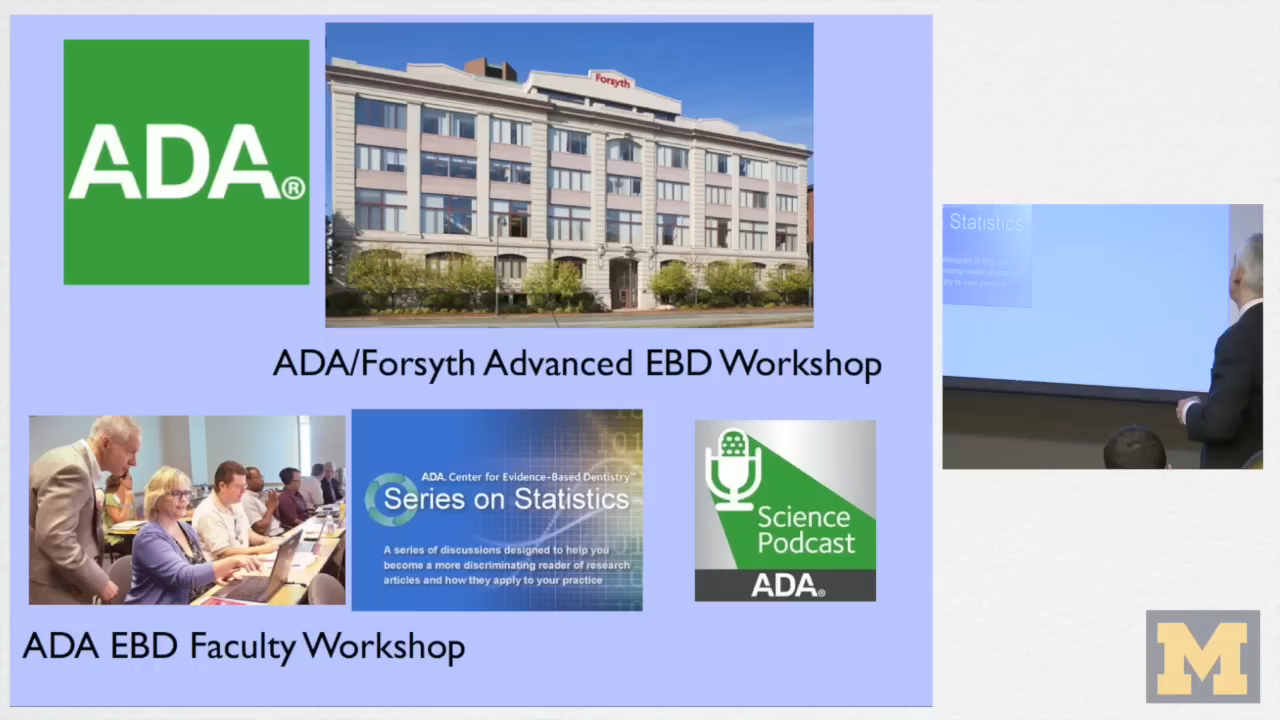 ADA®
Forsyth
ADA/Forsyth Advanced EBD Workshop
ADA. Center for Evidence-Based Dentistry™
Series on Statistics
A series of discussions designed to help you
become a more discriminating reader of research
articles and how they apply to your practice
Science
Podcast
ADA®
ADA EBD Faculty Workshop
Statistics
M